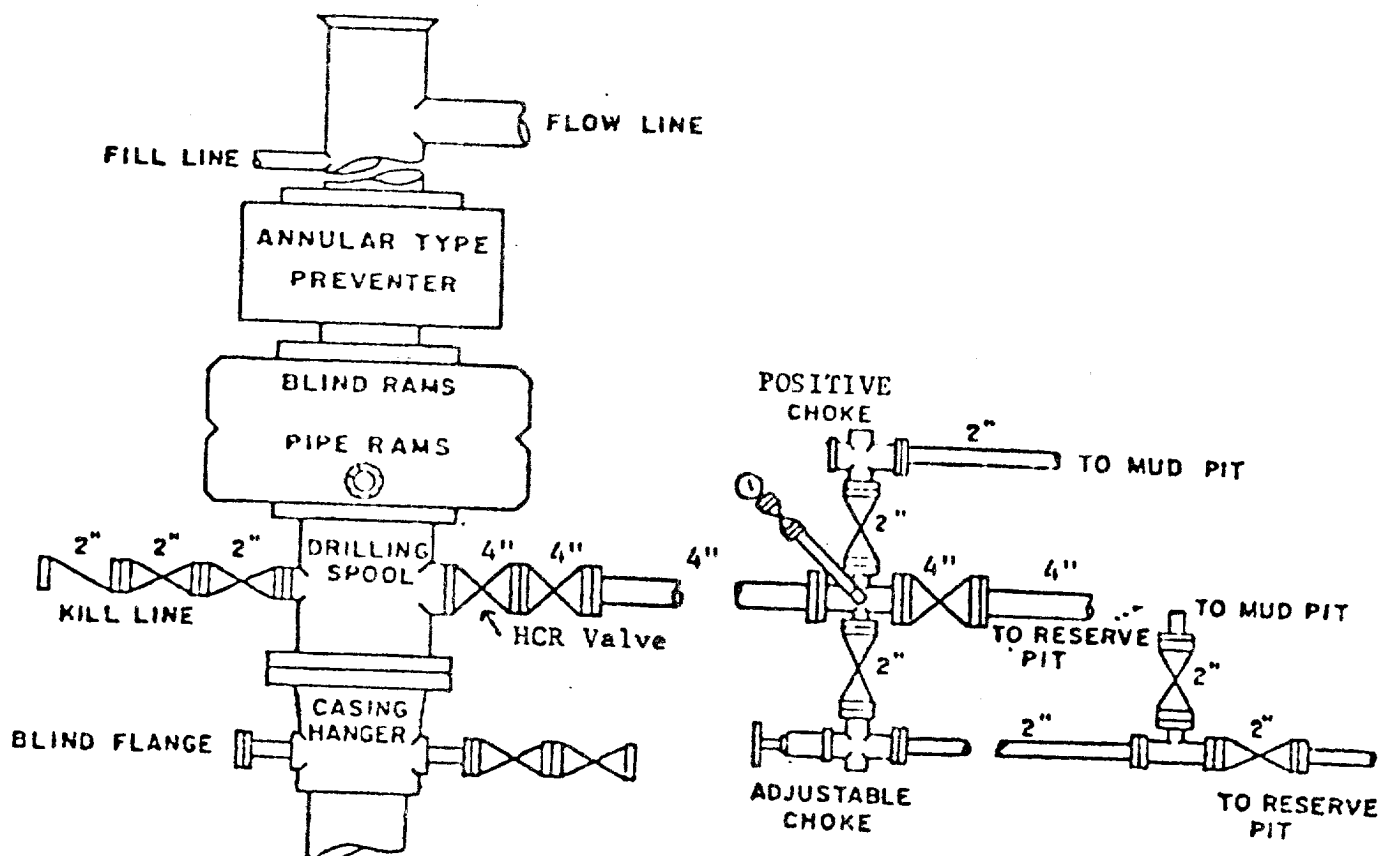 FLOW LINE
FILL LINE
ANNULAR TYPE
PREVENTER
BLIND RAMS
PIPE RAMS
POSITIVE
CHOKE
2"
TO MUD PIT
2"
2" 2" 2"
DRILLING
SPOOL
4" 4" 4"
4" 4"
KILL LINE
HCR Valve
TO RESERVE
PIT
TO MUD PIT
2"
2"
CASING
HANGER
BLIND FLANGE
2" 2"
ADJUSTABLE
CHOKE
TO RESERVE
PIT